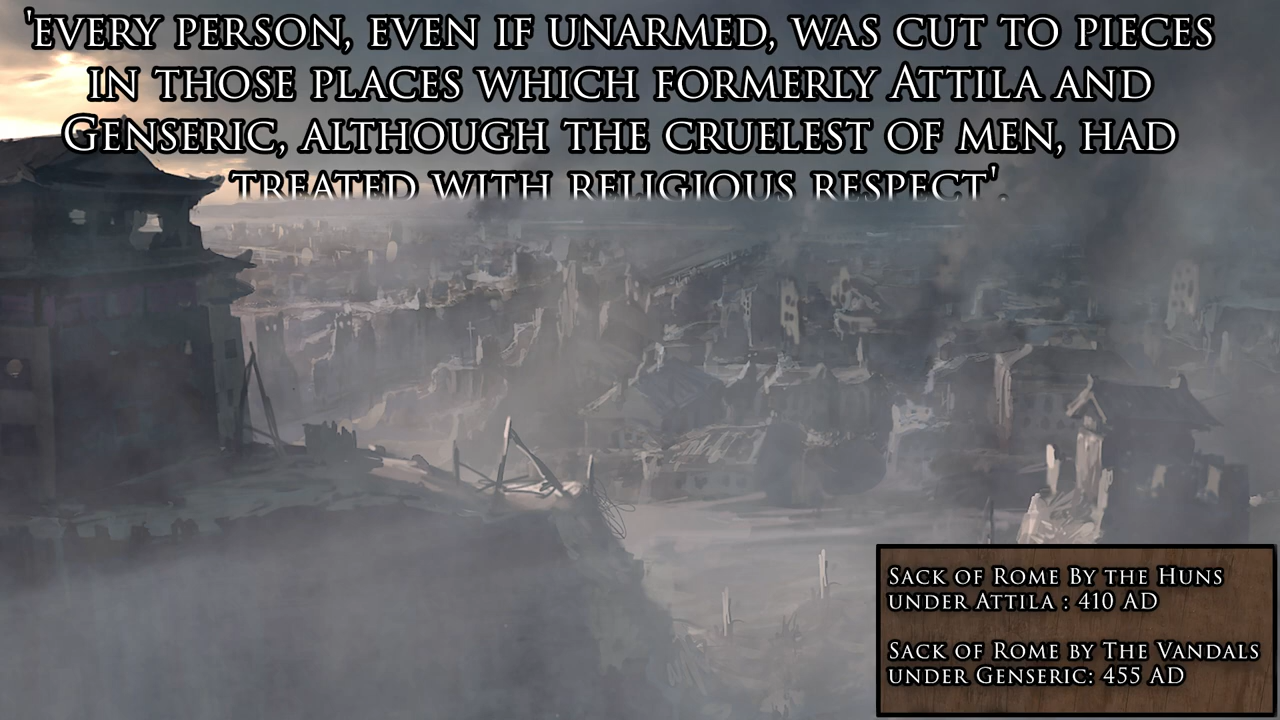 'Every person, even if unarmed, was cut to pieces
in those places which formerly Attila and
Genseric, although the cruelest of men, had
treated with religious respect'.
Sack of Rome By the Huns
under Attila : 410 AD
Sack of Rome by The Vandals
under Genseric: 455 AD